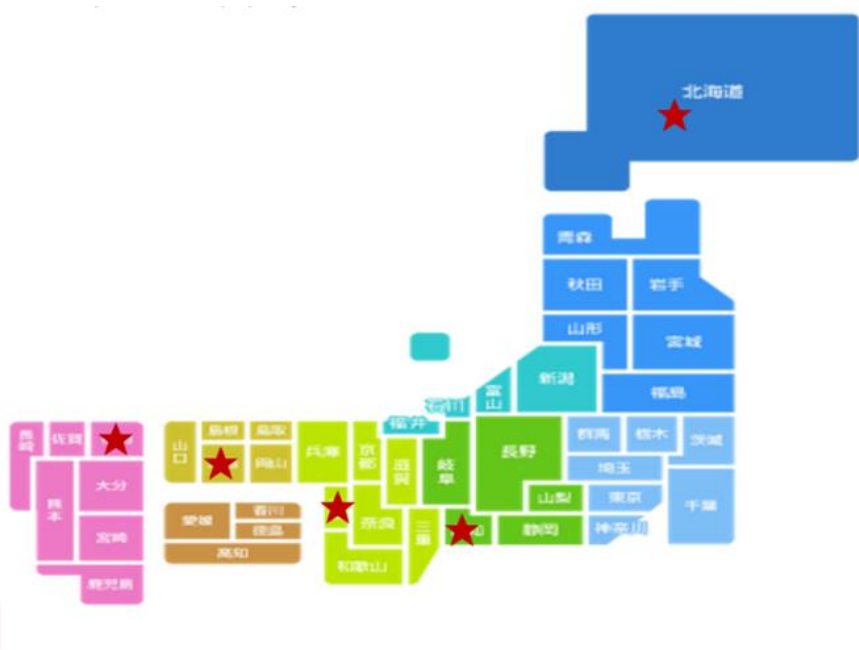 北海道
青森
秋田
岩手
山形
宮城
新潟
福島
富山
石川
福井
群馬
栃木
茨城
長野
岐阜
埼玉
山梨
東京
千葉
静岡
神奈川
長崎
佐賀
大分
熊本
宮崎
鹿児島
山口
島根
鳥取
岡山
兵庫
京都
滋賀
奈良
三重
和歌山
愛媛
香川
徳島
高知